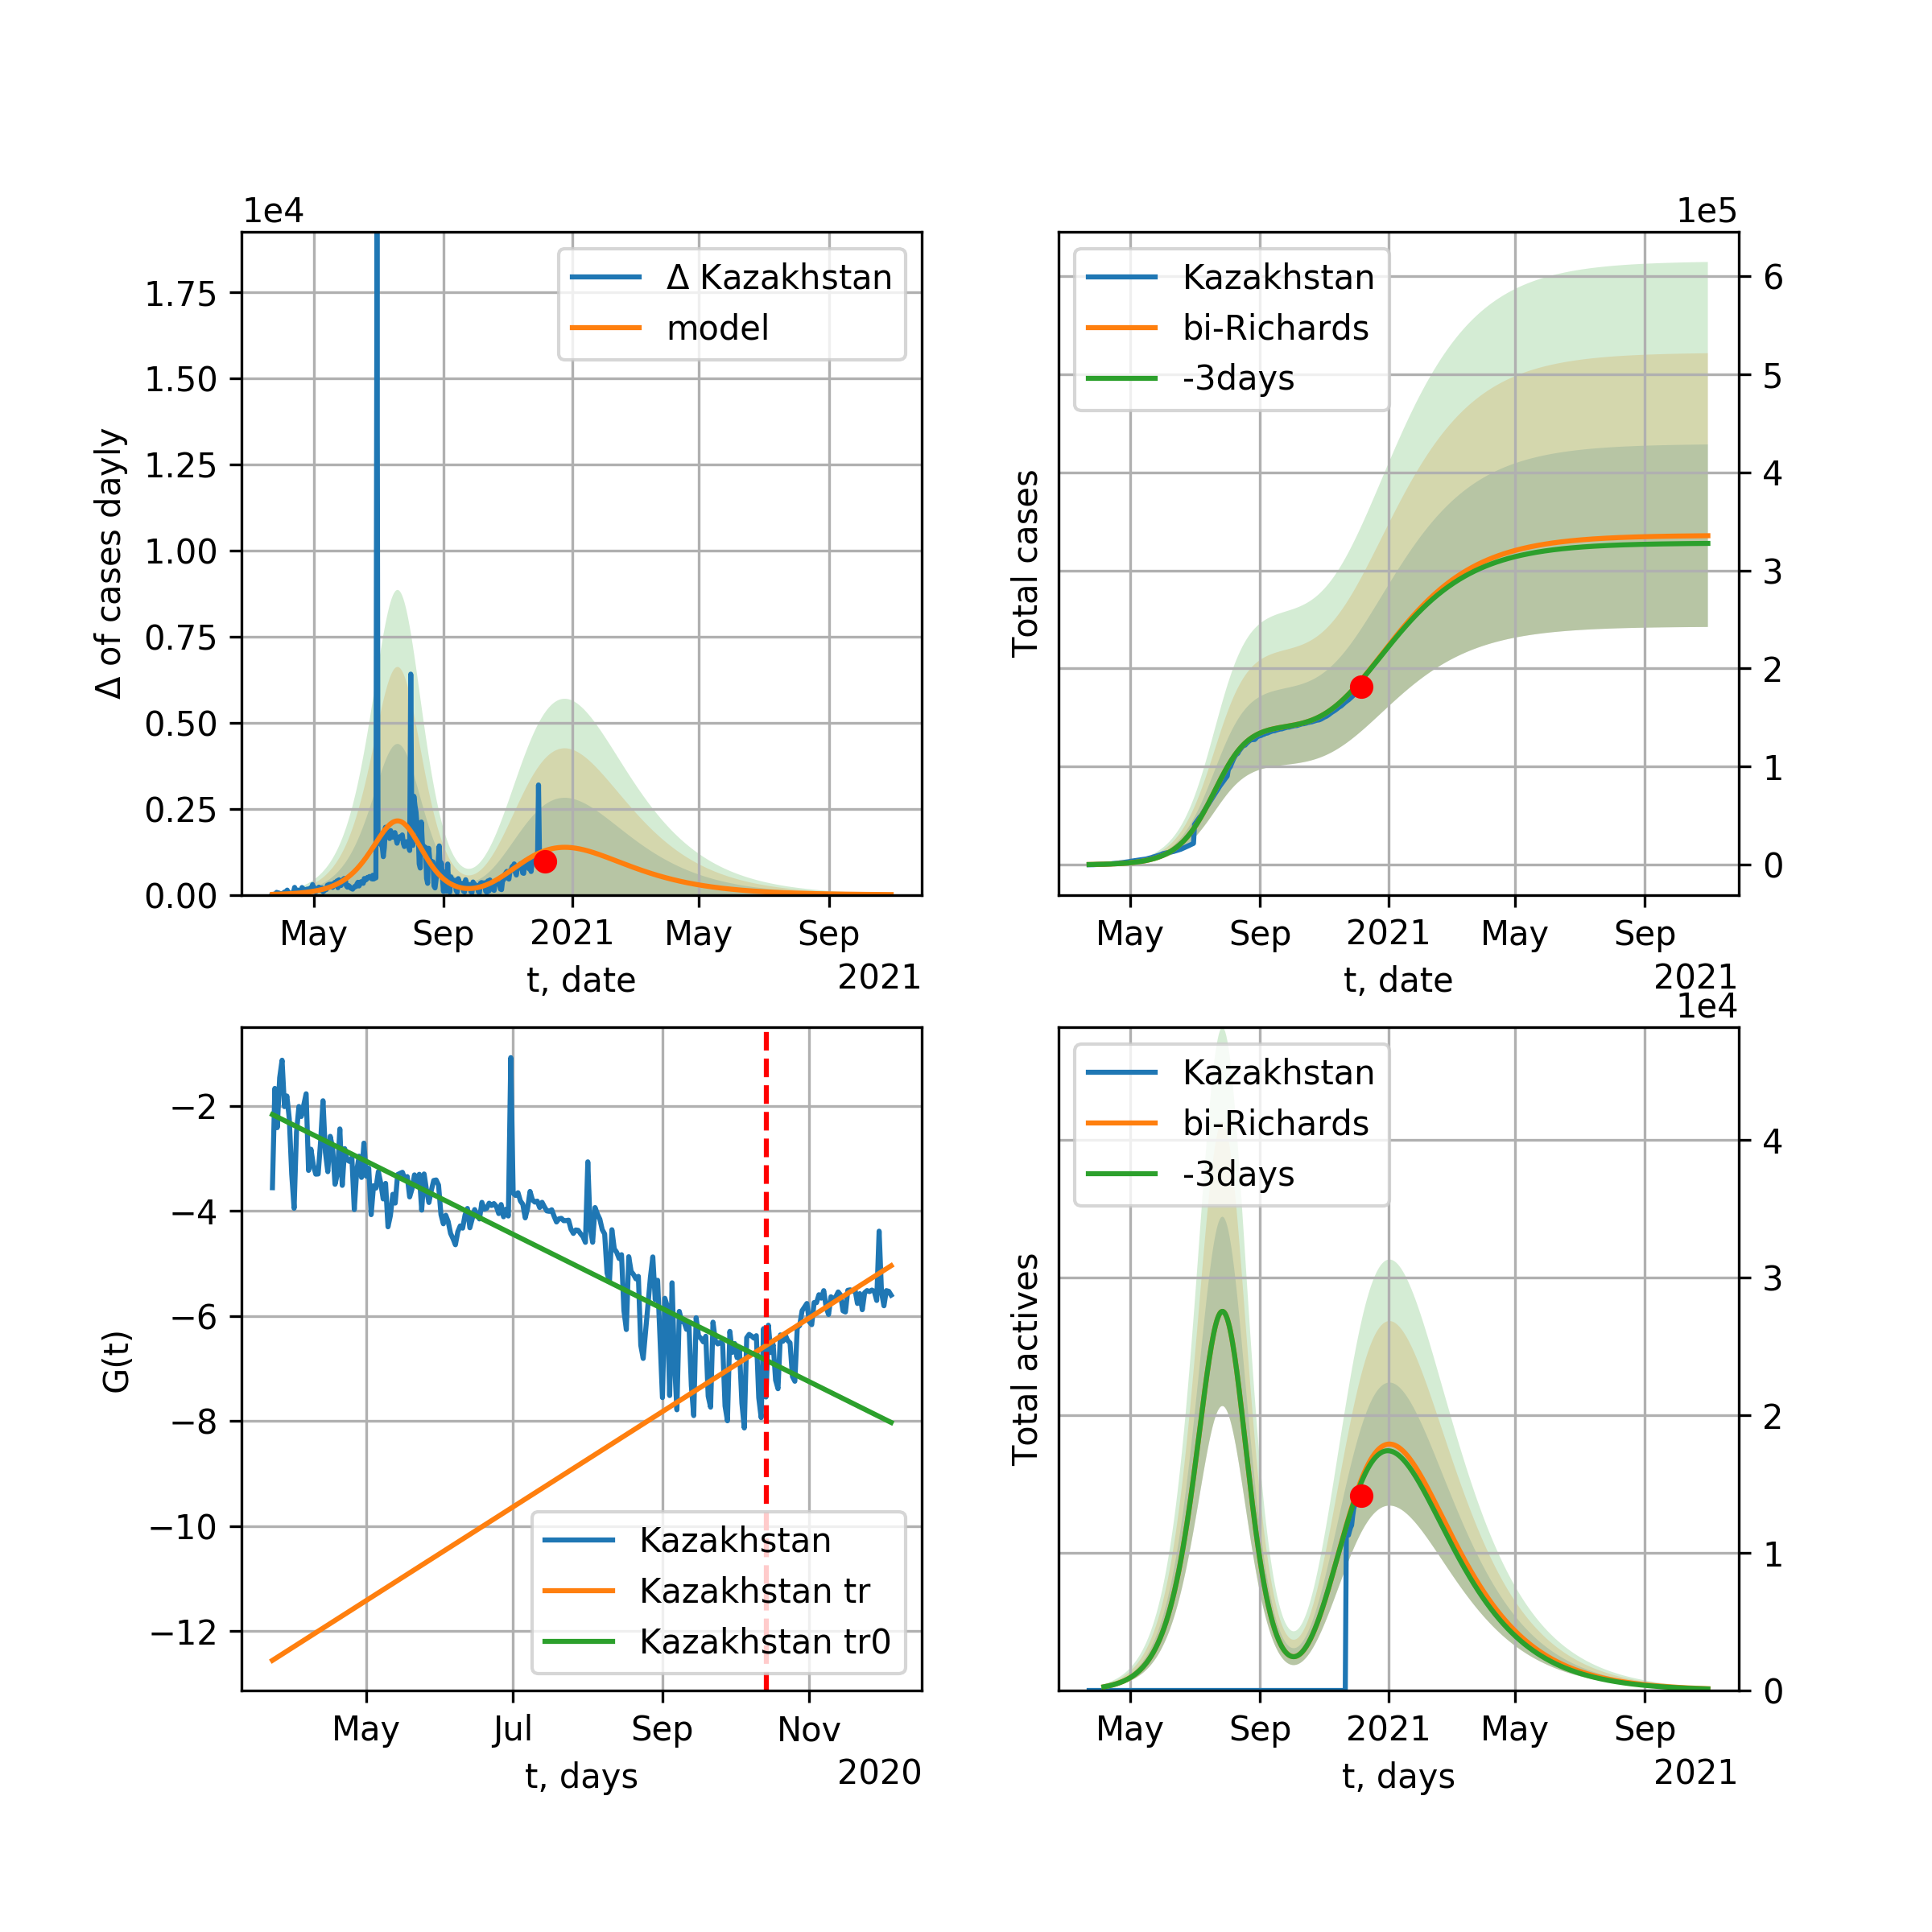 1e4
Δ of cases dayly
1.75
1.50
1.25
1.00
0.75
0.50
0.25
0.00
Δ Kazakhstan
model
May Sep 2021 May Sep
t, date
2021
1e5
Total cases
Kazakhstan
bi-Richards
-3days
6
5
4
3
2
1
0
May Sep 2021 May Sep
t, date
2021
G(t)
−2
−4
−6
−8
−10
−12
Kazakhstan
Kazakhstan tr
Kazakhstan tr0
May Jul Sep Nov
t, days
2020
1e4
Total actives
Kazakhstan
bi-Richards
-3days
4
3
2
1
0
May Sep 2021 May Sep
t, days
2021